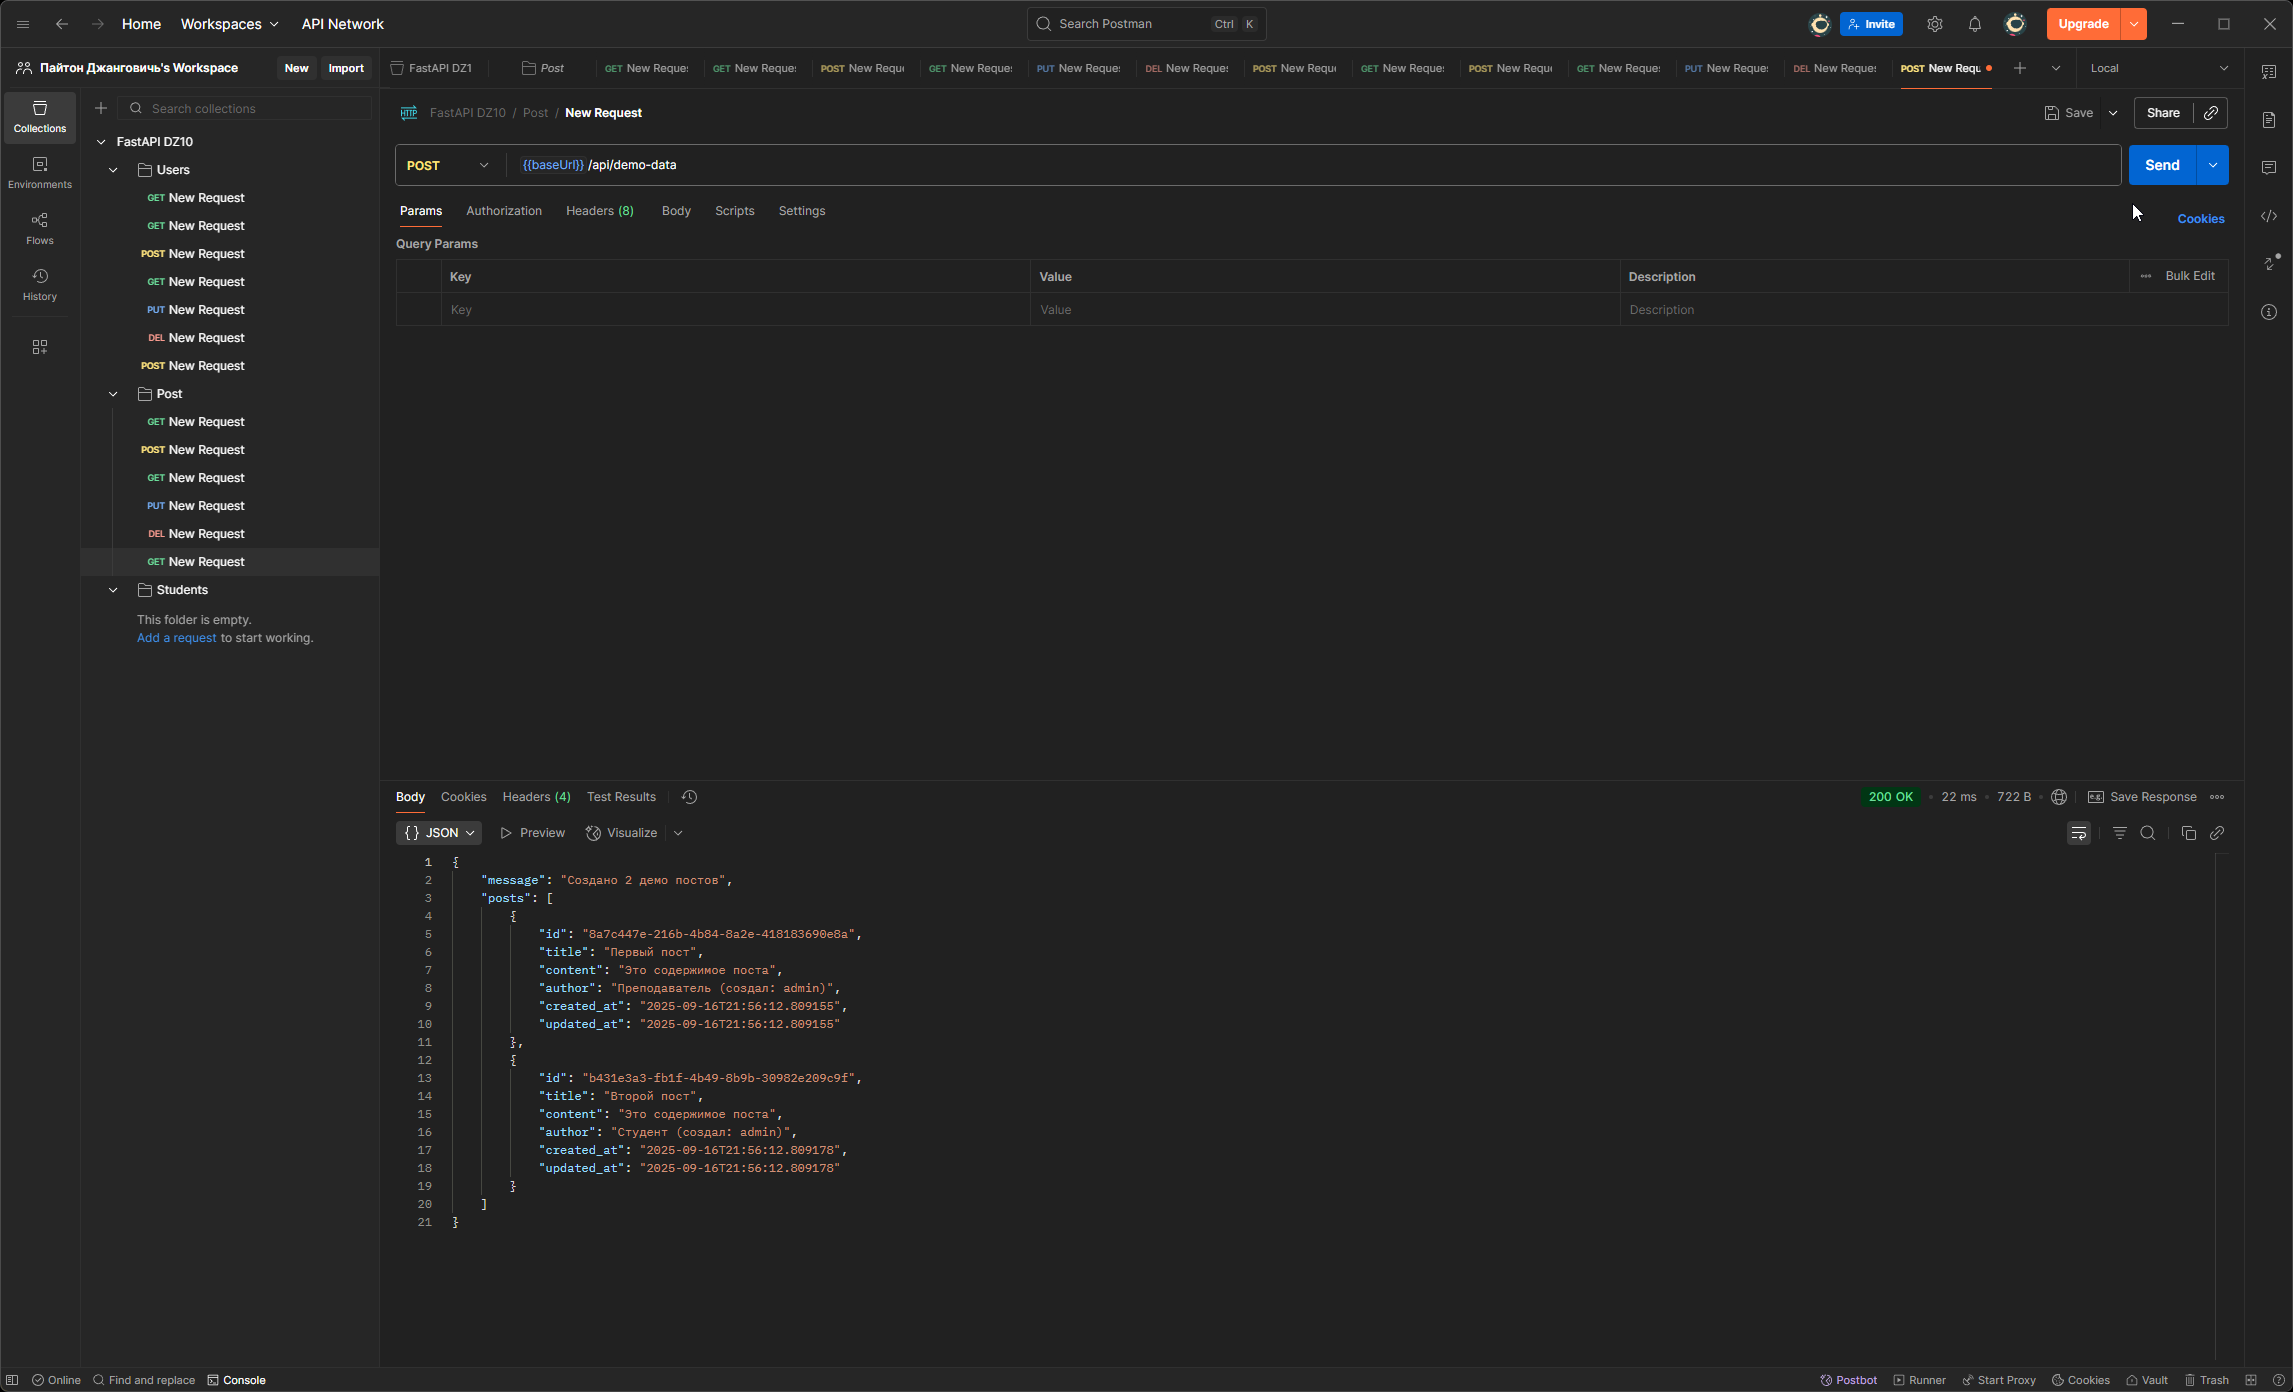 Home Workspaces API Network Search Postman Ctrl K Invite Upgrade
Пайтон Джанговичь's Workspace New Import FastAPI DZ1 Post GET New Reque GET New Reque POST New Requ GET New Reque PUT New Reque DEL New Reque POST New Requ GET New Reque POST New Requ GET New Reque PUT New Reque DEL New Reque POST New Requ Local
Collections
Environments
Flows
History
Search collections
FastAPI DZ10
Users
GET New Request
GET New Request
POST New Request
GET New Request
PUT New Request
DEL New Request
POST New Request
Post
GET New Request
POST New Request
GET New Request
PUT New Request
DEL New Request
GET New Request
Students
This folder is empty.
Add a request to start working.
HTTP FastAPI DZ10 / Post / New Request Save Share
POST {{baseUrl}} /api/demo-data Send
Params Authorization Headers (8) Body Scripts Settings Cookies
Query Params
Key Value Description Bulk Edit
Key Value Description
Body Cookies Headers (4) Test Results 200 OK 22 ms 722 B e.g. Save Response
{} JSON Preview Visualize
1 {
2 "message": "Создано 2 демо постов",
3 "posts": [
4 {
5 "id": "8a7c447e-216b-4b84-8a2e-418183690e8a",
6 "title": "Первый пост",
7 "content": "Это содержимое поста",
8 "author": "Преподаватель (создал: admin)",
9 "created_at": "2025-09-16T21:56:12.809155",
10 "updated_at": "2025-09-16T21:56:12.809155"
11 },
12 {
13 "id": "b431e3a3-fb1f-4b49-8b9b-30982e209c9f",
14 "title": "Второй пост",
15 "content": "Это содержимое поста",
16 "author": "Студент (создал: admin)",
17 "created_at": "2025-09-16T21:56:12.809178",
18 "updated_at": "2025-09-16T21:56:12.809178"
19 }
20 ]
21 }
Online Find and replace Console Postbot Runner Start Proxy Cookies Vault Trash